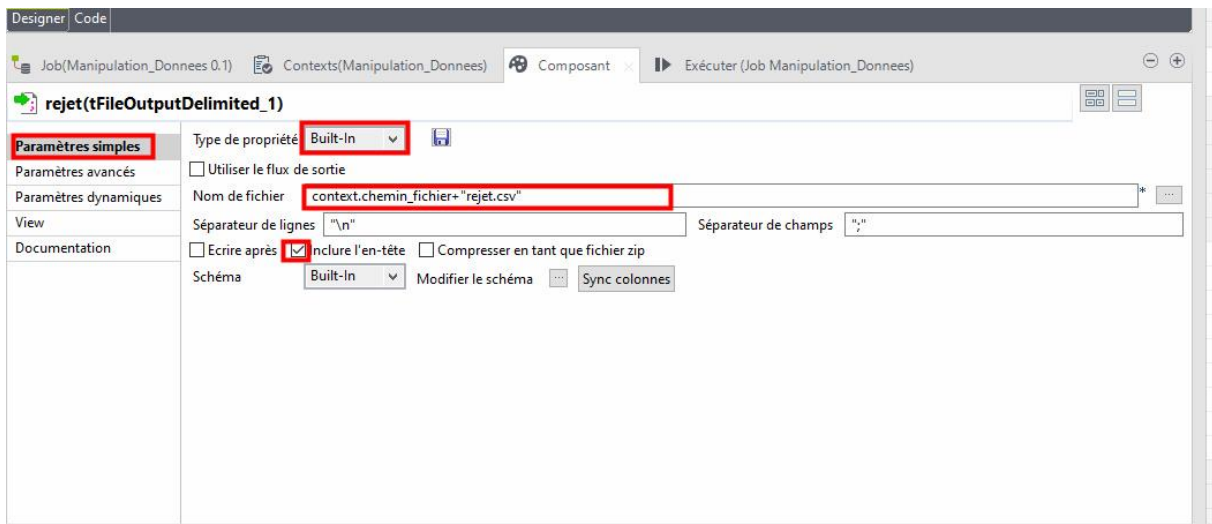 Designer Code
Job(Manipulation_Donnees 0.1) Contexts(Manipulation_Donnees) Composant Exécuter (Job Manipulation_Donnees)
rejet(tFileOutputDelimited_1)
Paramètres simples
Paramètres avancés
Paramètres dynamiques
View
Documentation
Type de propriété Built-In
Utiliser le flux de sortie
Nom de fichier context.chemin_fichier+"rejet.csv" * ...
Séparateur de lignes "\n" Séparateur de champs ";"
Ecrire après Inclure l'en-tête Compresser en tant que fichier zip
Schéma Built-In Modifier le schéma ... Sync colonnes